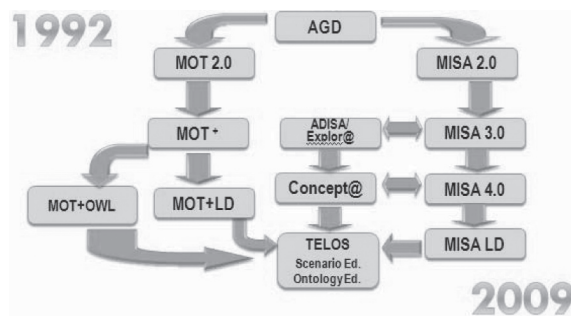 1992
AGD
MOT 2.0
MISA 2.0
MOT +
ADISA/
Explor@
MISA 3.0
MOT+OWL
MOT+LD
Concept@
MISA 4.0
TELOS
Scenario Ed.
Ontology Ed.
MISA LD
2009